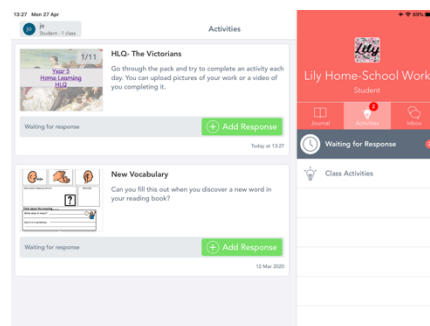 13:27 Mon 27 Apr
jo
Student - 1 class
Activities
1/11
Year 5
Home Learning
HLQ
HLQ- The Victorians
Go through the pack and try to complete an activity each
day. You can upload pictures of your work or a video of
you completing it.
Waiting for response
Add Response
Today at 13:27
New Vocabulary
Can you fill this out when you discover a new word in
your reading book?
?
Waiting for response
Add Response
12 Mar 2020
Lily
Lily Home-School Work
Student
2
Journal
Activities
Inbox
Waiting for Response
Class Activities